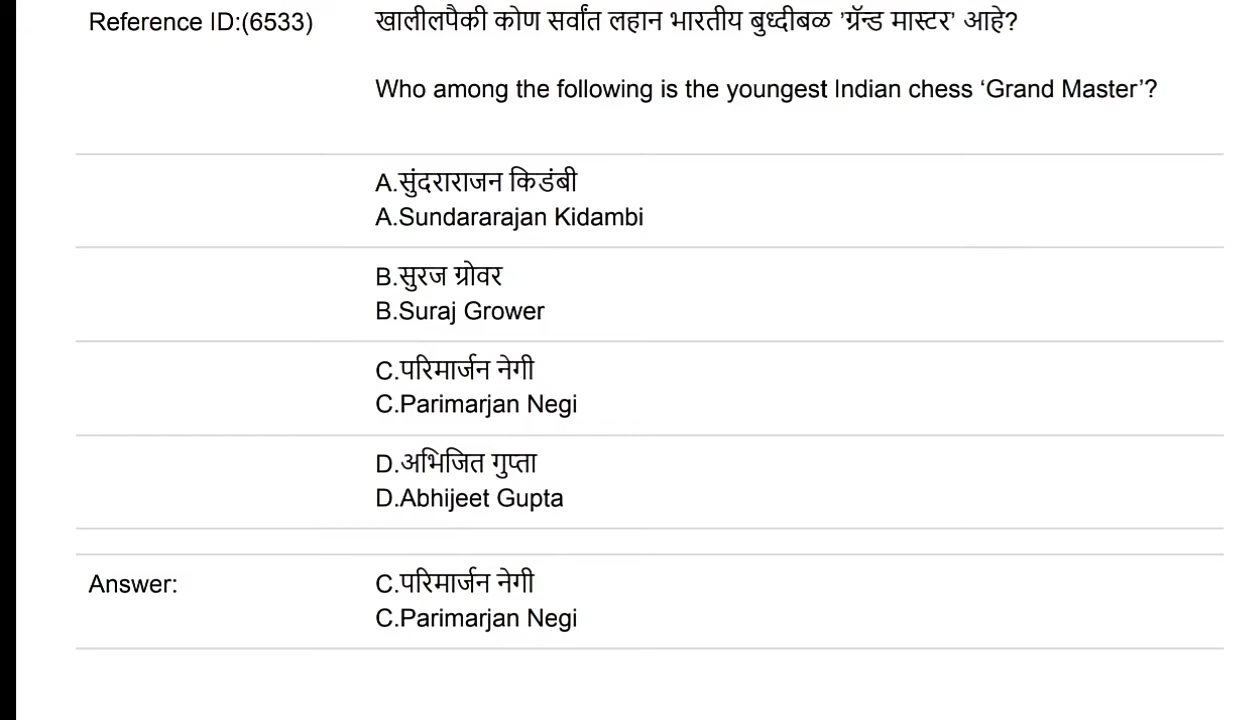 Reference ID:(6533) खालीलपैकी कोण सर्वांत लहान भारतीय बुध्दीबळ 'ग्रॅन्ड मास्टर' आहे?
Who among the following is the youngest Indian chess ‘Grand Master’?
A.सुंदराराजन किडंबी
A.Sundararajan Kidambi
B.सुरज ग्रोवर
B.Suraj Grower
C.परिमार्जन नेगी
C.Parimarjan Negi
D.अभिजित गुप्ता
D.Abhijeet Gupta
Answer: C.परिमार्जन नेगी
C.Parimarjan Negi